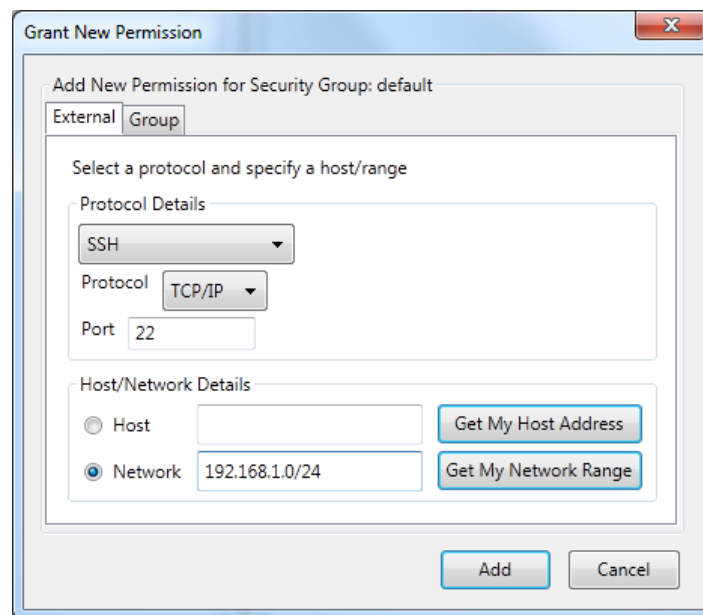 Grant New Permission
Add New Permission for Security Group: default
External Group
Select a protocol and specify a host/range
Protocol Details
SSH
Protocol TCP/IP
Port 22
Host/Network Details
Host Get My Host Address
Network 192.168.1.0/24 Get My Network Range
Add Cancel